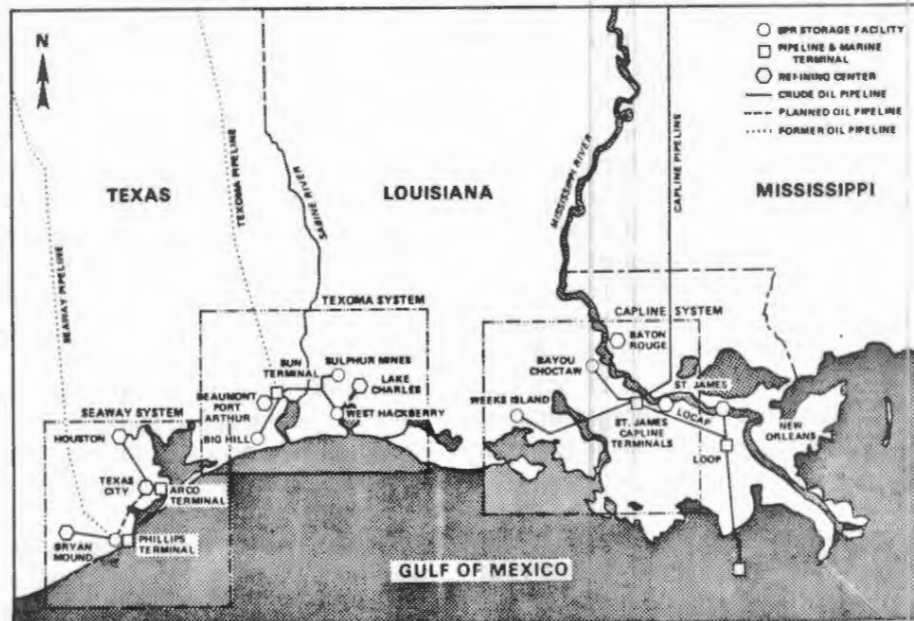 N
SPR STORAGE FACILITY
PIPELINE & MARINE
TERMINAL
REFINING CENTER
CRUDE OIL PIPELINE
PLANNED OIL PIPELINE
FORMER OIL PIPELINE
TEXAS
LOUISIANA
MISSISSIPPI
SEAWAY PIPELINE
TEXOMA PIPELINE
SABINE RIVER
MISSISSIPPI RIVER
CAPLINE PIPELINE
TEXOMA SYSTEM
CAPLINE SYSTEM
SUN
TERMINAL
SULPHUR MINES
LAKE
CHARLES
BEAUMONT
PORT
ARTHUR
WEST HACKBERRY
BIG HILL
BATON
ROUGE
BAYOU
CHOCTAW
WEEKS ISLAND
ST. JAMES
LOCAP
ST. JAMES
CAPLINE
TERMINALS
NEW
ORLEANS
LOOP
SEAWAY SYSTEM
HOUSTON
TEXAS
CITY
ARCO
TERMINAL
BRYAN
MOUND
PHILLIPS
TERMINAL
GULF OF MEXICO